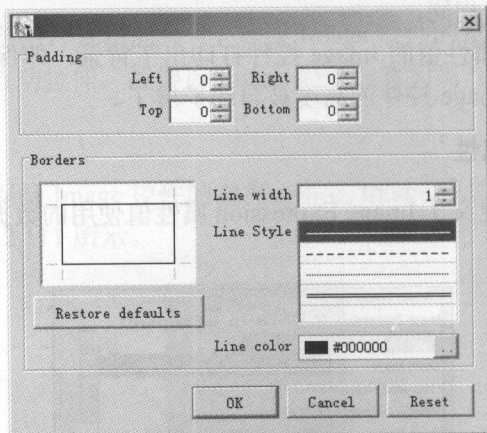 Padding
Left 0 Right 0
Top 0 Bottom 0
Borders
Line width 1
Line Style
Restore defaults
Line color #000000 ..
OK Cancel Reset